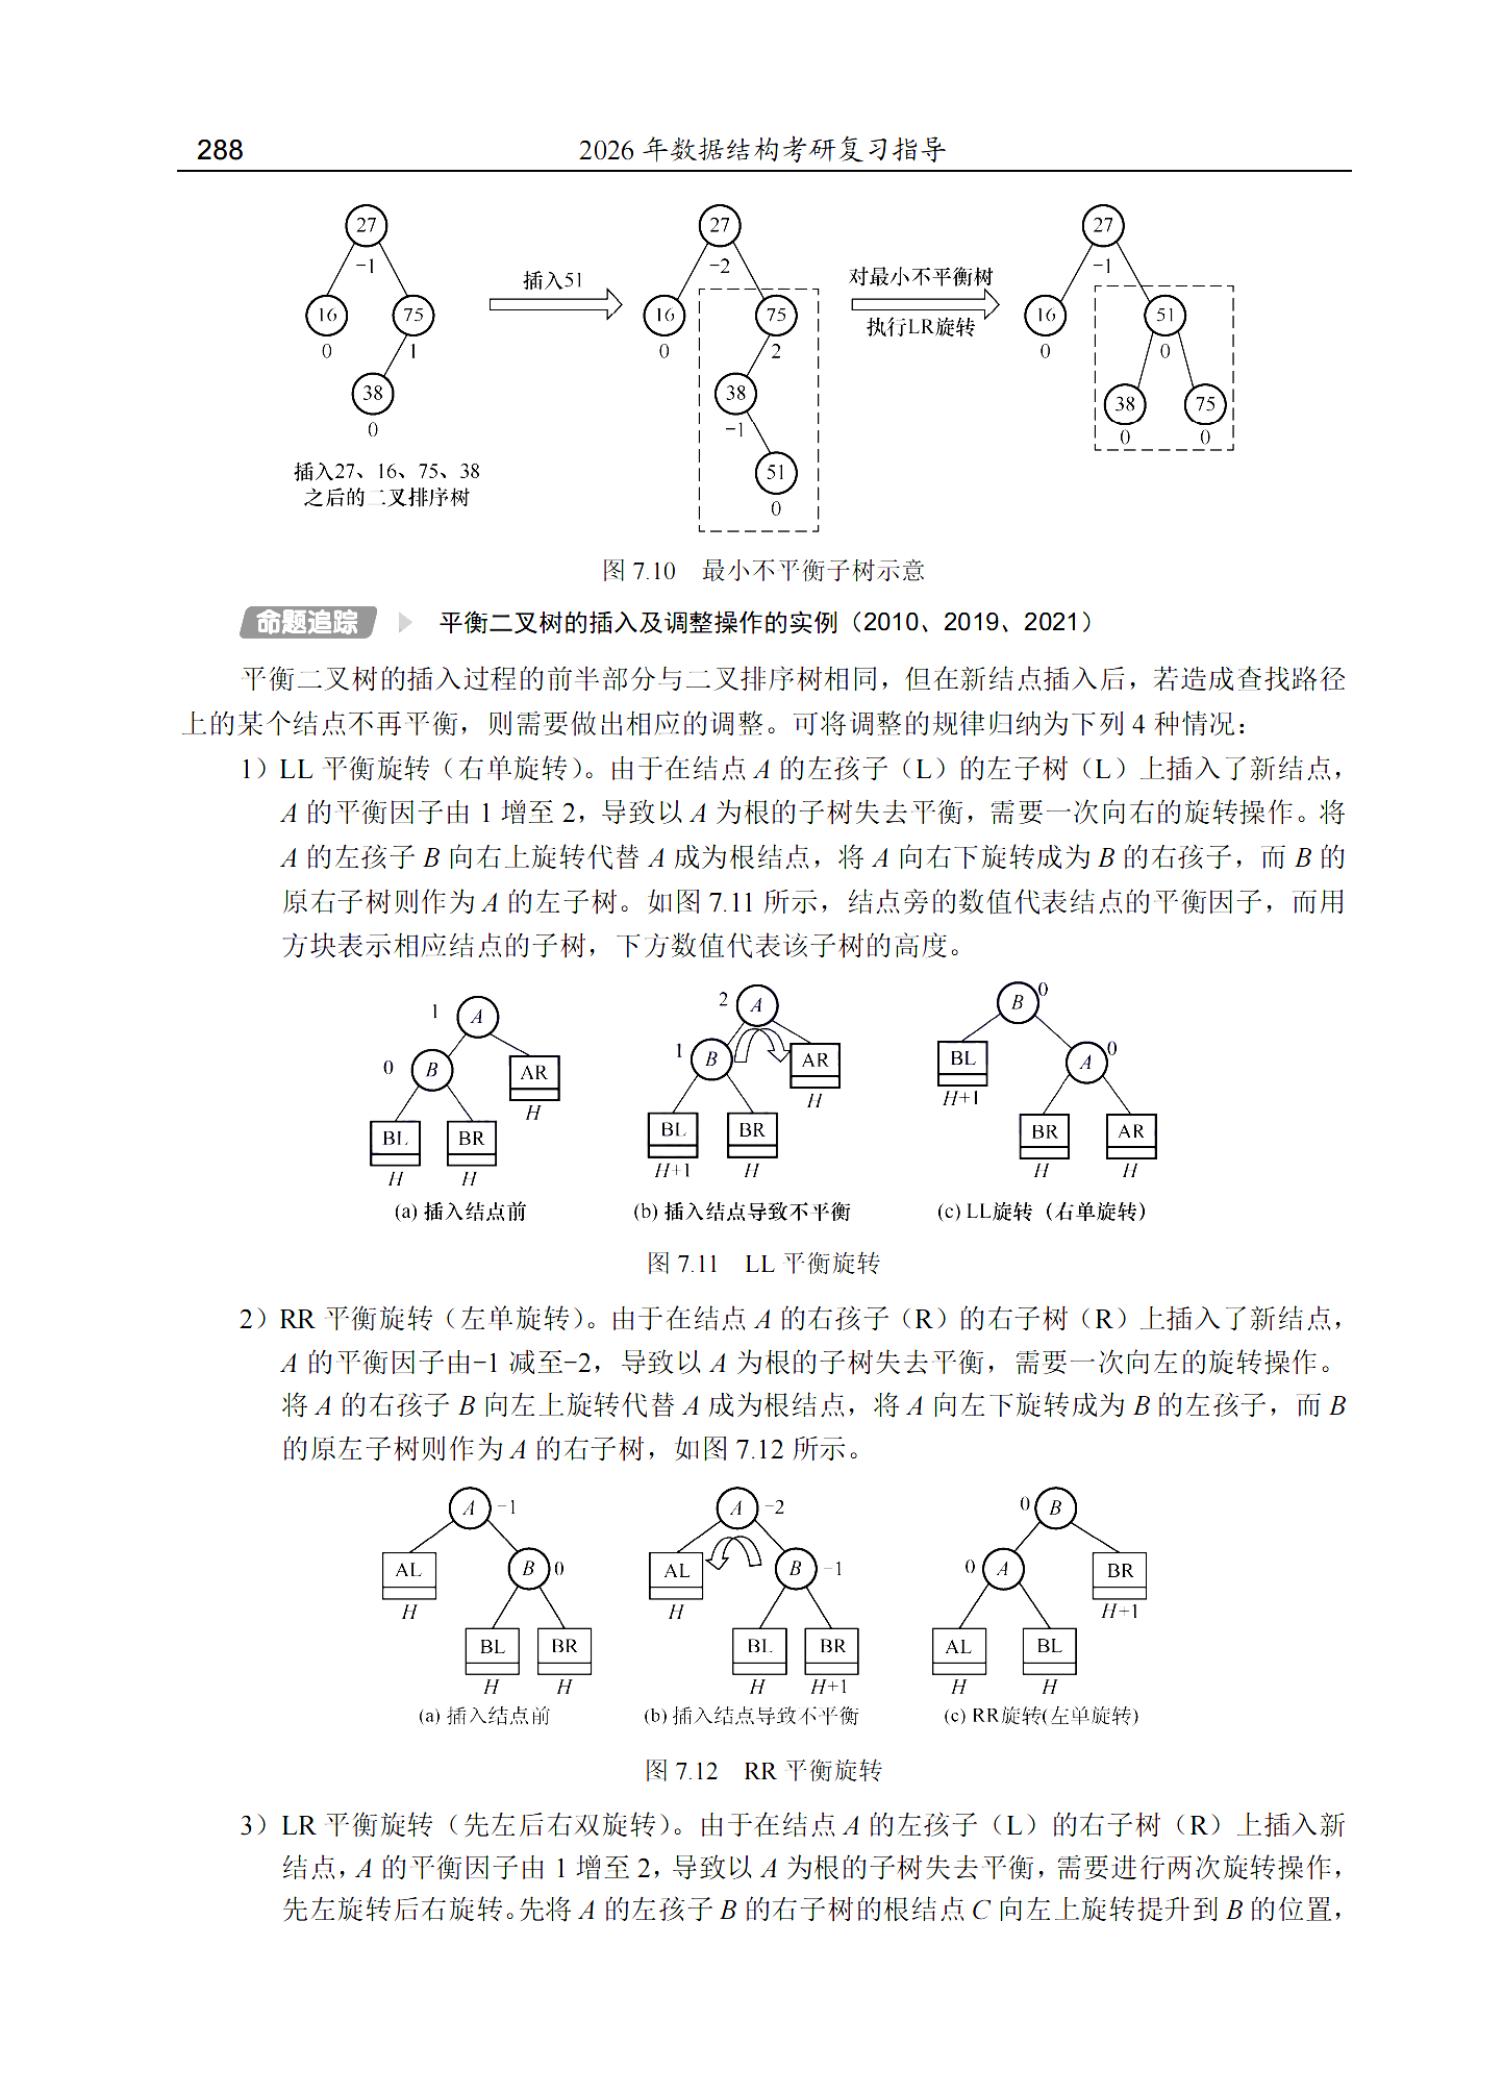 288
2026 年数据结构考研复习指导
27
-1
16
0
75
1
38
0
插入27、16、75、38
之后的二叉排序树
插入51
27
-2
16
0
75
2
38
-1
51
0
对最小不平衡树
执行LR旋转
27
-1
16
0
51
0
38
0
75
0
图 7.10 最小不平衡子树示意
命题追踪 平衡二叉树的插入及调整操作的实例（2010、2019、2021）
平衡二叉树的插入过程的前半部分与二叉排序树相同，但在新结点插入后，若造成查找路径
上的某个结点不再平衡，则需要做出相应的调整。可将调整的规律归纳为下列 4 种情况：
1）LL 平衡旋转（右单旋转）。由于在结点 A 的左孩子（L）的左子树（L）上插入了新结点，
A 的平衡因子由 1 增至 2，导致以 A 为根的子树失去平衡，需要一次向右的旋转操作。将
A 的左孩子 B 向右上旋转代替 A 成为根结点，将 A 向右下旋转成为 B 的右孩子，而 B 的
原右子树则作为 A 的左子树。如图 7.11 所示，结点旁的数值代表结点的平衡因子，而用
方块表示相应结点的子树，下方数值代表该子树的高度。
1 A
0 B
AR
H
BL
H
BR
H
(a) 插入结点前
2 A
1 B
AR
H
BL
H+1
BR
H
(b) 插入结点导致不平衡
B 0
BL
H+1
A 0
BR
H
AR
H
(c) LL旋转（右单旋转）
图 7.11 LL 平衡旋转
2）RR 平衡旋转（左单旋转）。由于在结点 A 的右孩子（R）的右子树（R）上插入了新结点，
A 的平衡因子由-1 减至-2，导致以 A 为根的子树失去平衡，需要一次向左的旋转操作。
将 A 的右孩子 B 向左上旋转代替 A 成为根结点，将 A 向左下旋转成为 B 的左孩子，而 B
的原左子树则作为 A 的右子树，如图 7.12 所示。
A -1
AL
H
B 0
BL
H
BR
H
(a) 插入结点前
A -2
AL
H
B -1
BL
H
BR
H+1
(b) 插入结点导致不平衡
0 B
0 A
BR
H+1
AL
H
BL
H
(c) RR旋转(左单旋转)
图 7.12 RR 平衡旋转
3）LR 平衡旋转（先左后右双旋转）。由于在结点 A 的左孩子（L）的右子树（R）上插入新
结点，A 的平衡因子由 1 增至 2，导致以 A 为根的子树失去平衡，需要进行两次旋转操作，
先左旋转后右旋转。先将 A 的左孩子 B 的右子树的根结点 C 向左上旋转提升到 B 的位置，